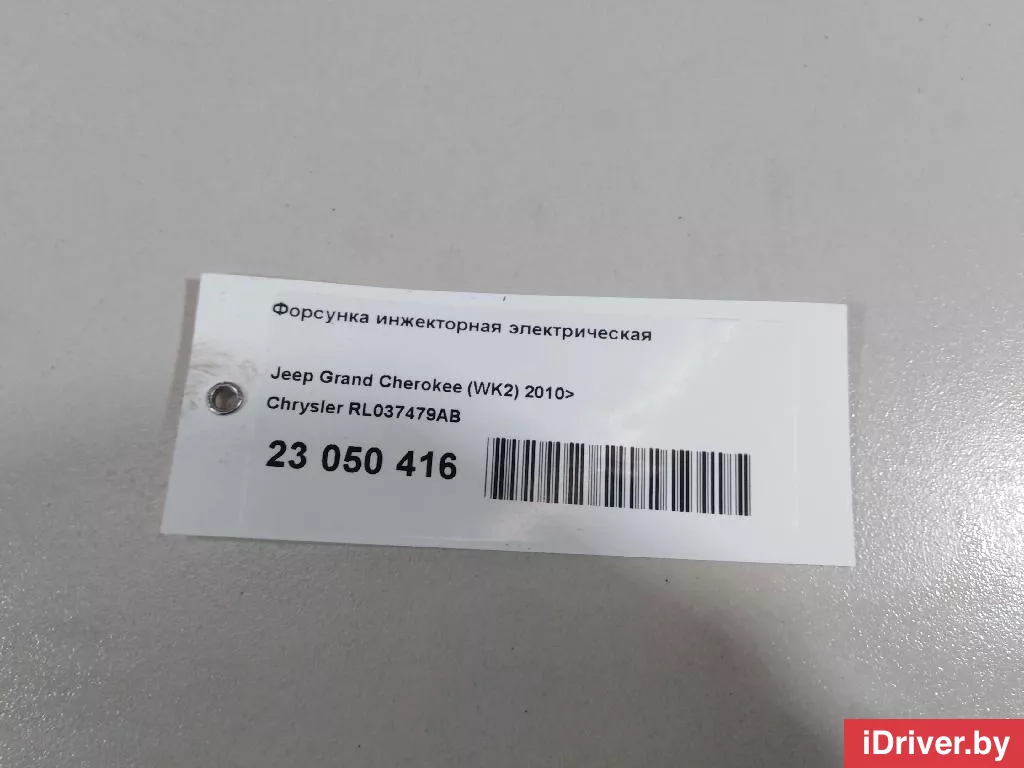 Форсунка инжекторная электрическая
Jeep Grand Cherokee (WK2) 2010>
Chrysler RL037479AB
23 050 416
iDriver.by